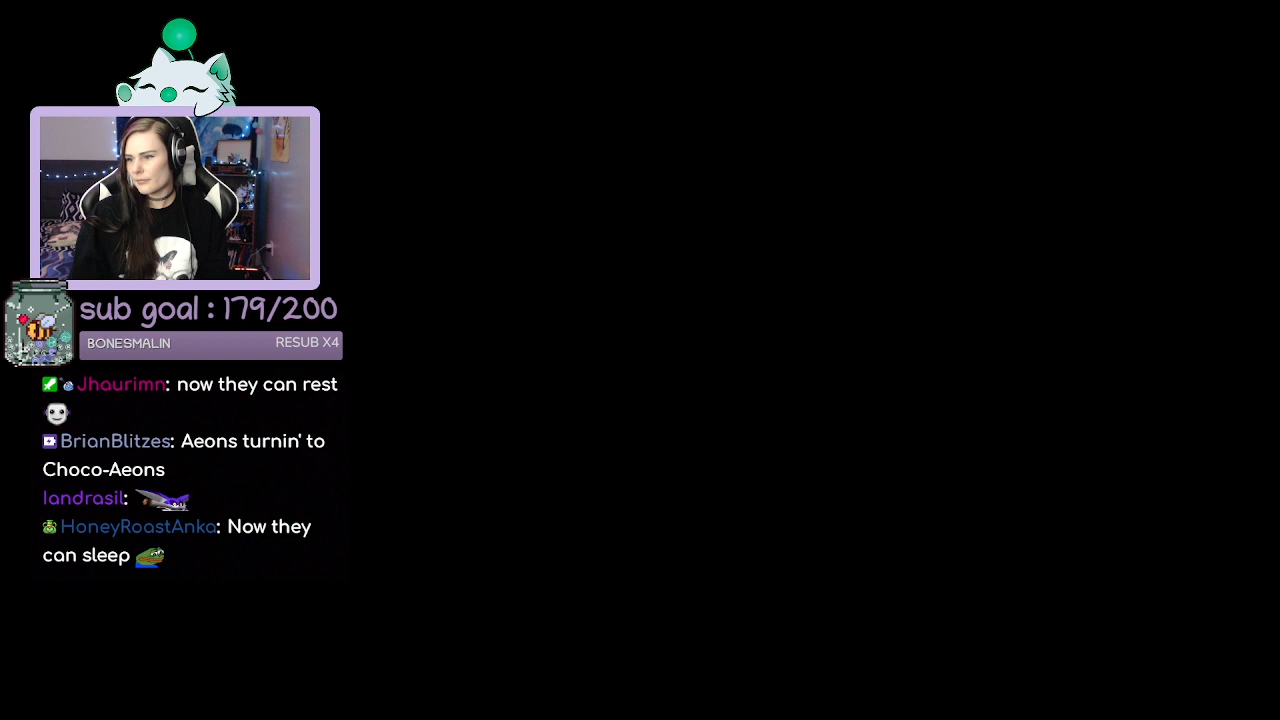 sub goal : 179/200
BONESMALIN RESUB X4
Jhaurimn: now they can rest
BrianBlitzes: Aeons turnin' to
Choco-Aeons
Iandrasil:
HoneyRoastAnka: Now they
can sleep